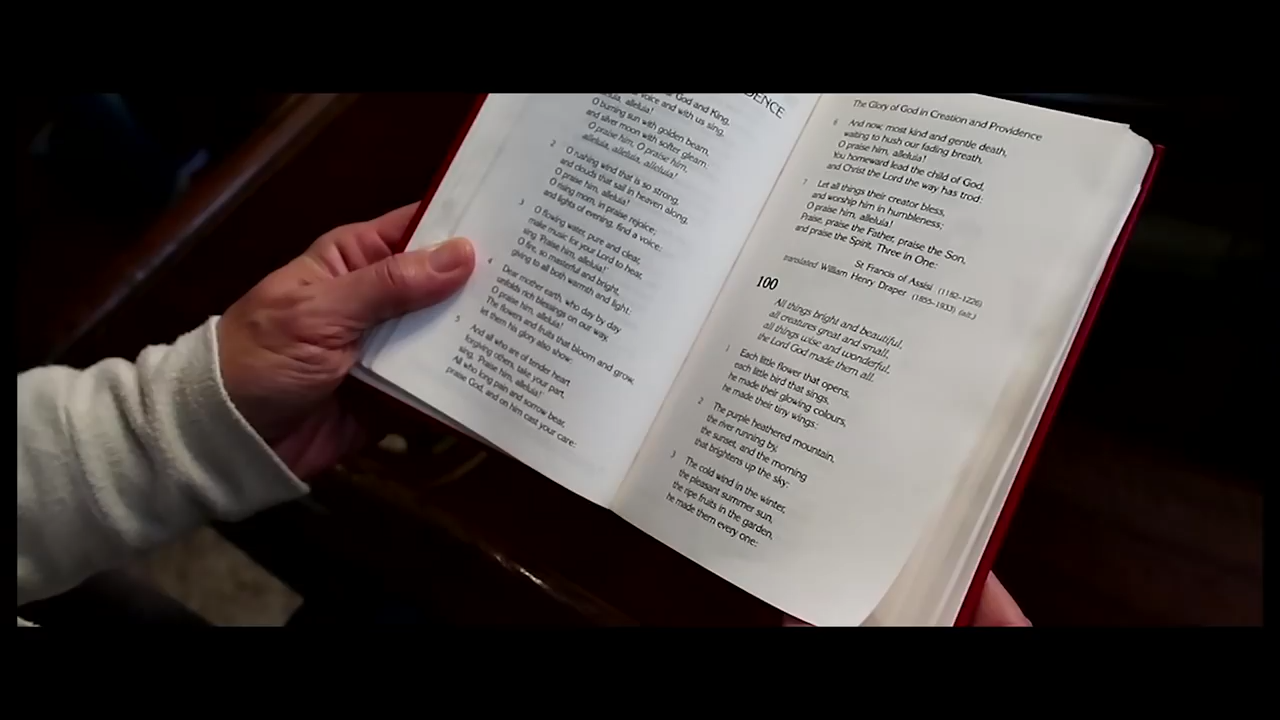 DENCE
God and King,
voice and with us sing,
alleluia!
O burning sun with golden beam,
and silver moon with softer gleam:
O praise him, O praise him,
alleluia, alleluia, alleluia!
2 O rushing wind that is so strong,
and clouds that sail in heaven along,
O praise him, alleluia!
O rising morn, in praise rejoice;
and lights of evening, find a voice:
3 O flowing water, pure and clear,
make music for your Lord to hear,
sing 'Praise him, alleluia!'
O fire, so masterful and bright,
giving to all both warmth and light:
4 Dear mother earth, who day by day
unfolds rich blessings on our way,
O praise him, alleluia!
The flowers and fruits that bloom and grow,
let them his glory also show:
5 And all who are of tender heart
forgiving others, take your part,
sing, 'Praise him, alleluia!'
All who long pain and sorrow bear,
praise God, and on him cast your care:
The Glory of God in Creation and Providence
6 And now, most kind and gentle death,
waiting to hush our fading breath,
O praise him, alleluia!
You homeward lead the child of God,
and Christ the Lord the way has trod:
7 Let all things their creator bless,
and worship him in humbleness;
O praise him, alleluia!
Praise, praise the Father, praise the Son,
and praise the Spirit, Three in One:
St Francis of Assisi (1182–1226)
translated William Henry Draper (1855–1933) (alt.)
100
All things bright and beautiful,
all creatures great and small,
all things wise and wonderful,
the Lord God made them all.
1 Each little flower that opens,
each little bird that sings,
he made their glowing colours,
he made their tiny wings:
2 The purple heathered mountain,
the river running by,
the sunset, and the morning
that brightens up the sky:
3 The cold wind in the winter,
the pleasant summer sun,
the ripe fruits in the garden,
he made them every one: